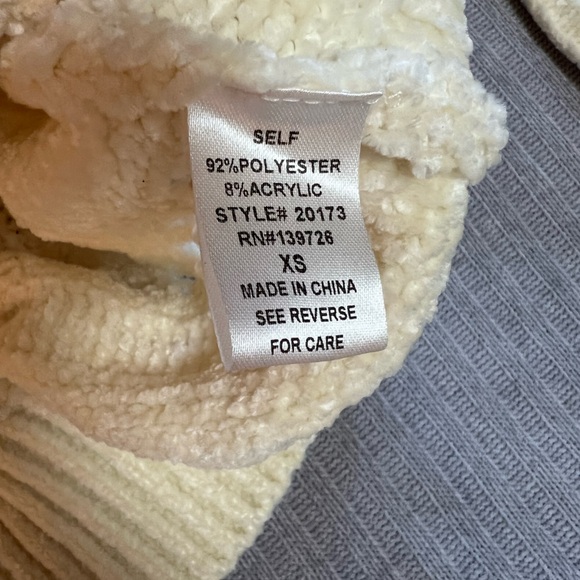 SELF
92%POLYESTER
8%ACRYLIC
STYLE# 20173
RN#139726
XS
MADE IN CHINA
SEE REVERSE
FOR CARE